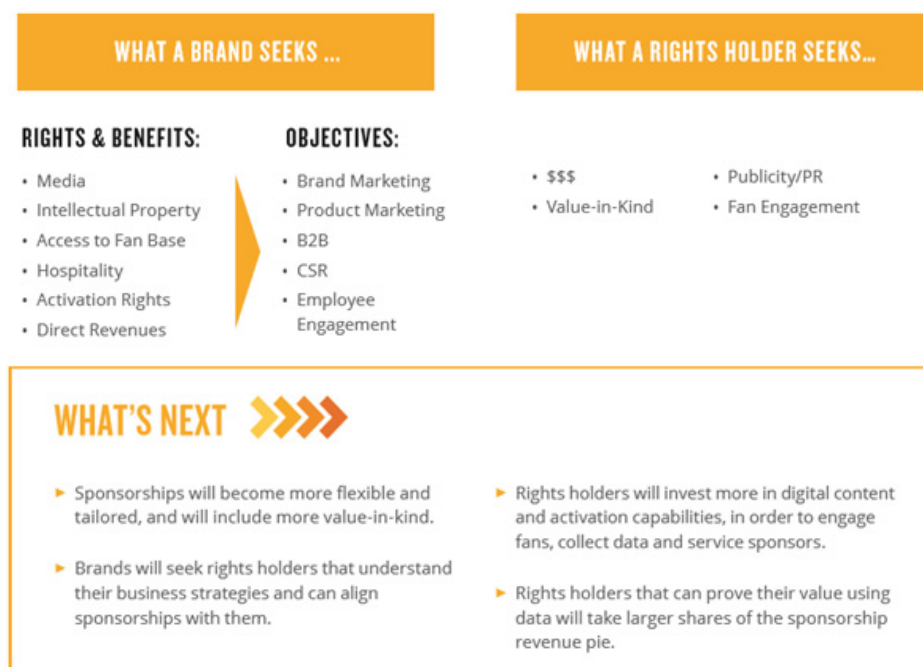 WHAT A BRAND SEEKS ...
WHAT A RIGHTS HOLDER SEEKS...
RIGHTS & BENEFITS:
• Media
• Intellectual Property
• Access to Fan Base
• Hospitality
• Activation Rights
• Direct Revenues
OBJECTIVES:
• Brand Marketing
• Product Marketing
• B2B
• CSR
• Employee
Engagement
• $$$
• Value-in-Kind
• Publicity/PR
• Fan Engagement
WHAT'S NEXT
Sponsorships will become more flexible and
tailored, and will include more value-in-kind.
Brands will seek rights holders that understand
their business strategies and can align
sponsorships with them.
Rights holders will invest more in digital content
and activation capabilities, in order to engage
fans, collect data and service sponsors.
Rights holders that can prove their value using
data will take larger shares of the sponsorship
revenue pie.